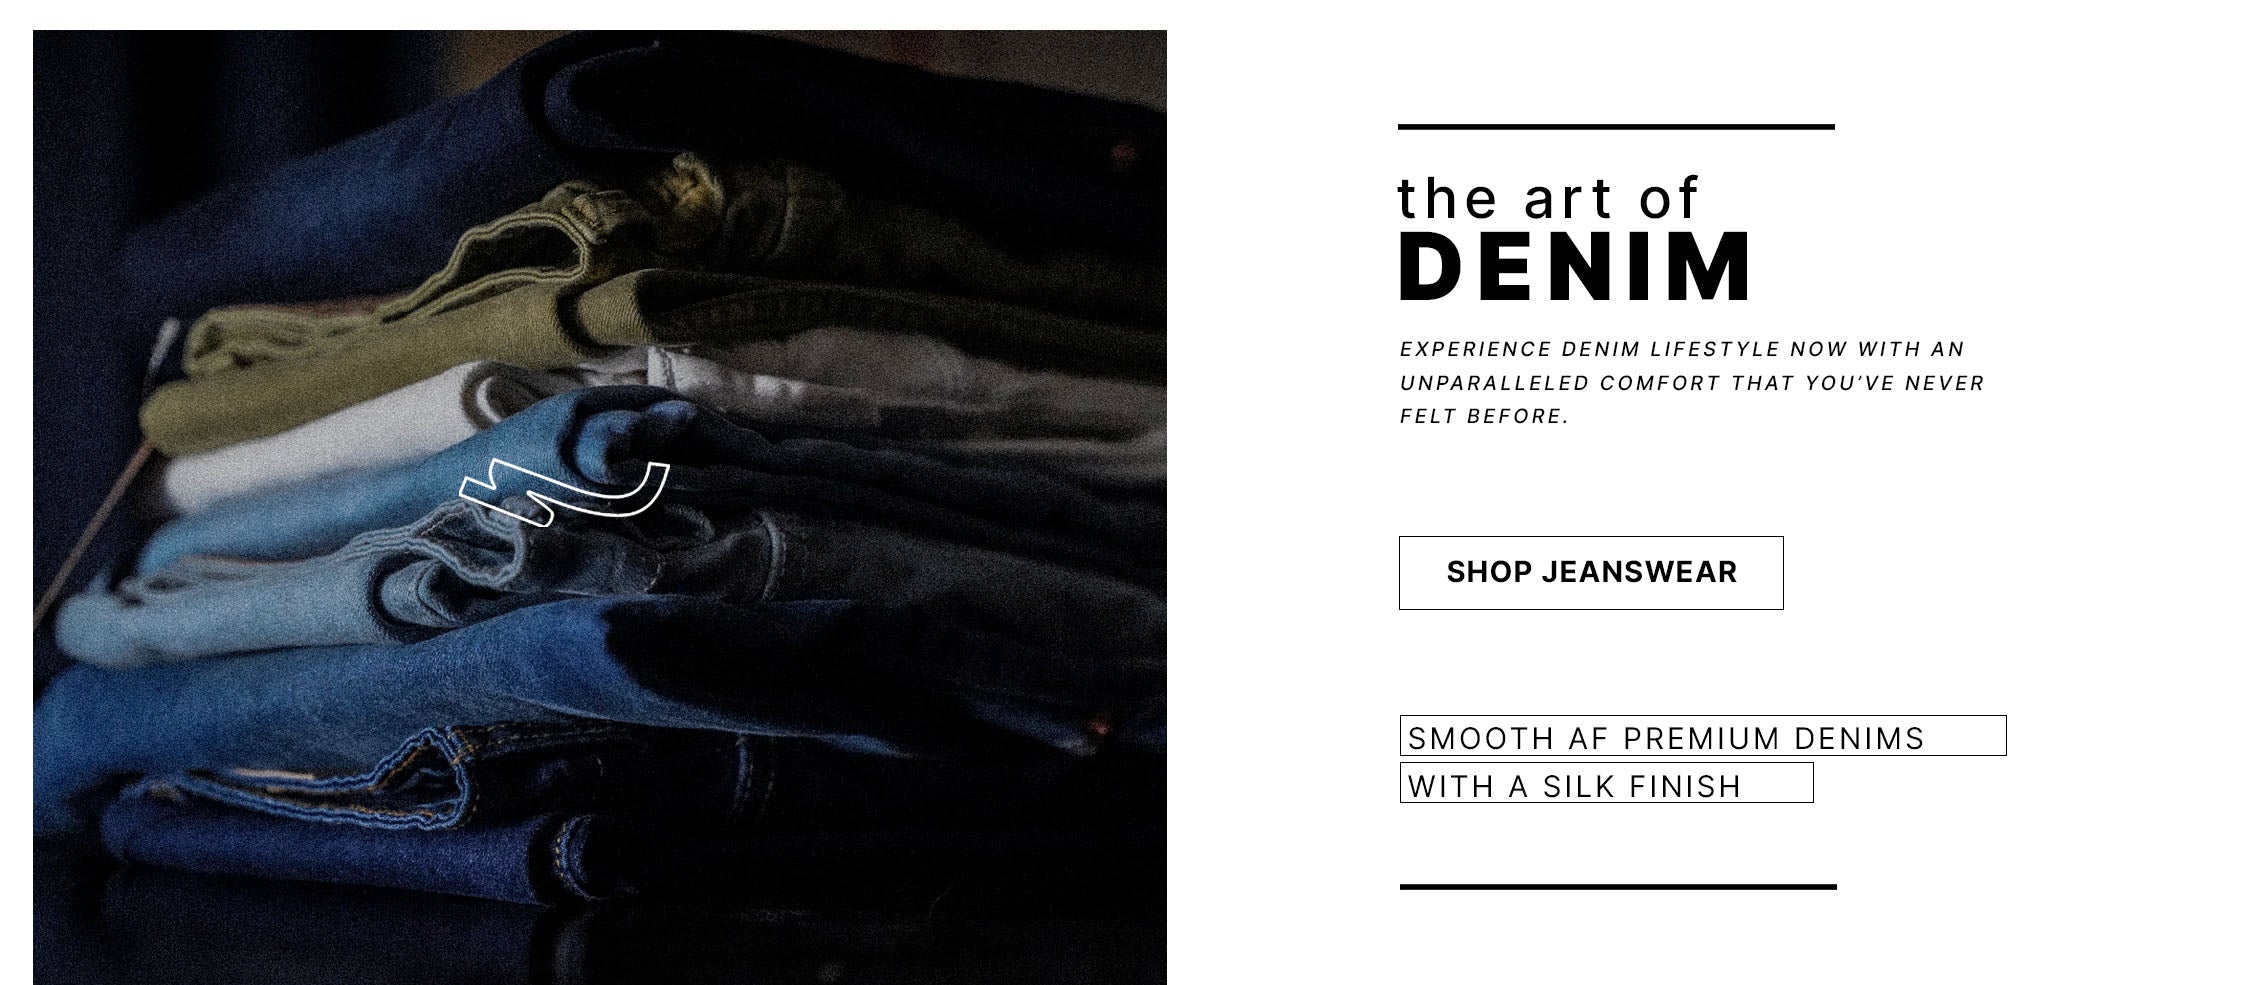 the art of
DENIM
EXPERIENCE DENIM LIFESTYLE NOW WITH AN
UNPARALLELED COMFORT THAT YOU’VE NEVER
FELT BEFORE.
SHOP JEANSWEAR
SMOOTH AF PREMIUM DENIMS
WITH A SILK FINISH